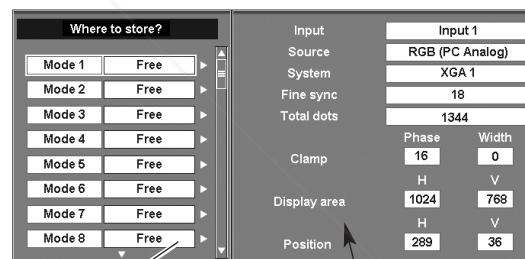 Where to store?
Mode 1 Free
Mode 2 Free
Mode 3 Free
Mode 4 Free
Mode 5 Free
Mode 6 Free
Mode 7 Free
Mode 8 Free
Input Input 1
Source RGB (PC Analog)
System XGA 1
Fine sync 18
Total dots 1344
Phase Width
Clamp 16 0
H V
Display area 1024 768
H V
Position 289 36